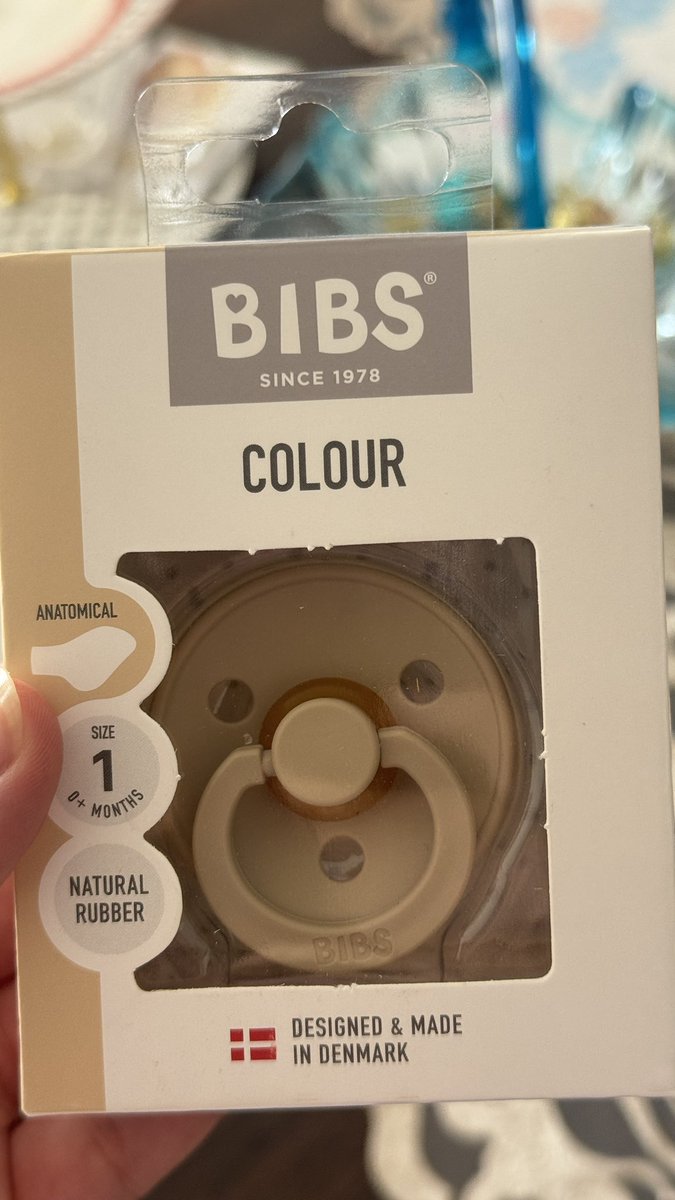 BIBS®
SINCE 1978
COLOUR
ANATOMICAL
SIZE
1
0+ MONTHS
NATURAL
RUBBER
BIBS
DESIGNED & MADE
IN DENMARK